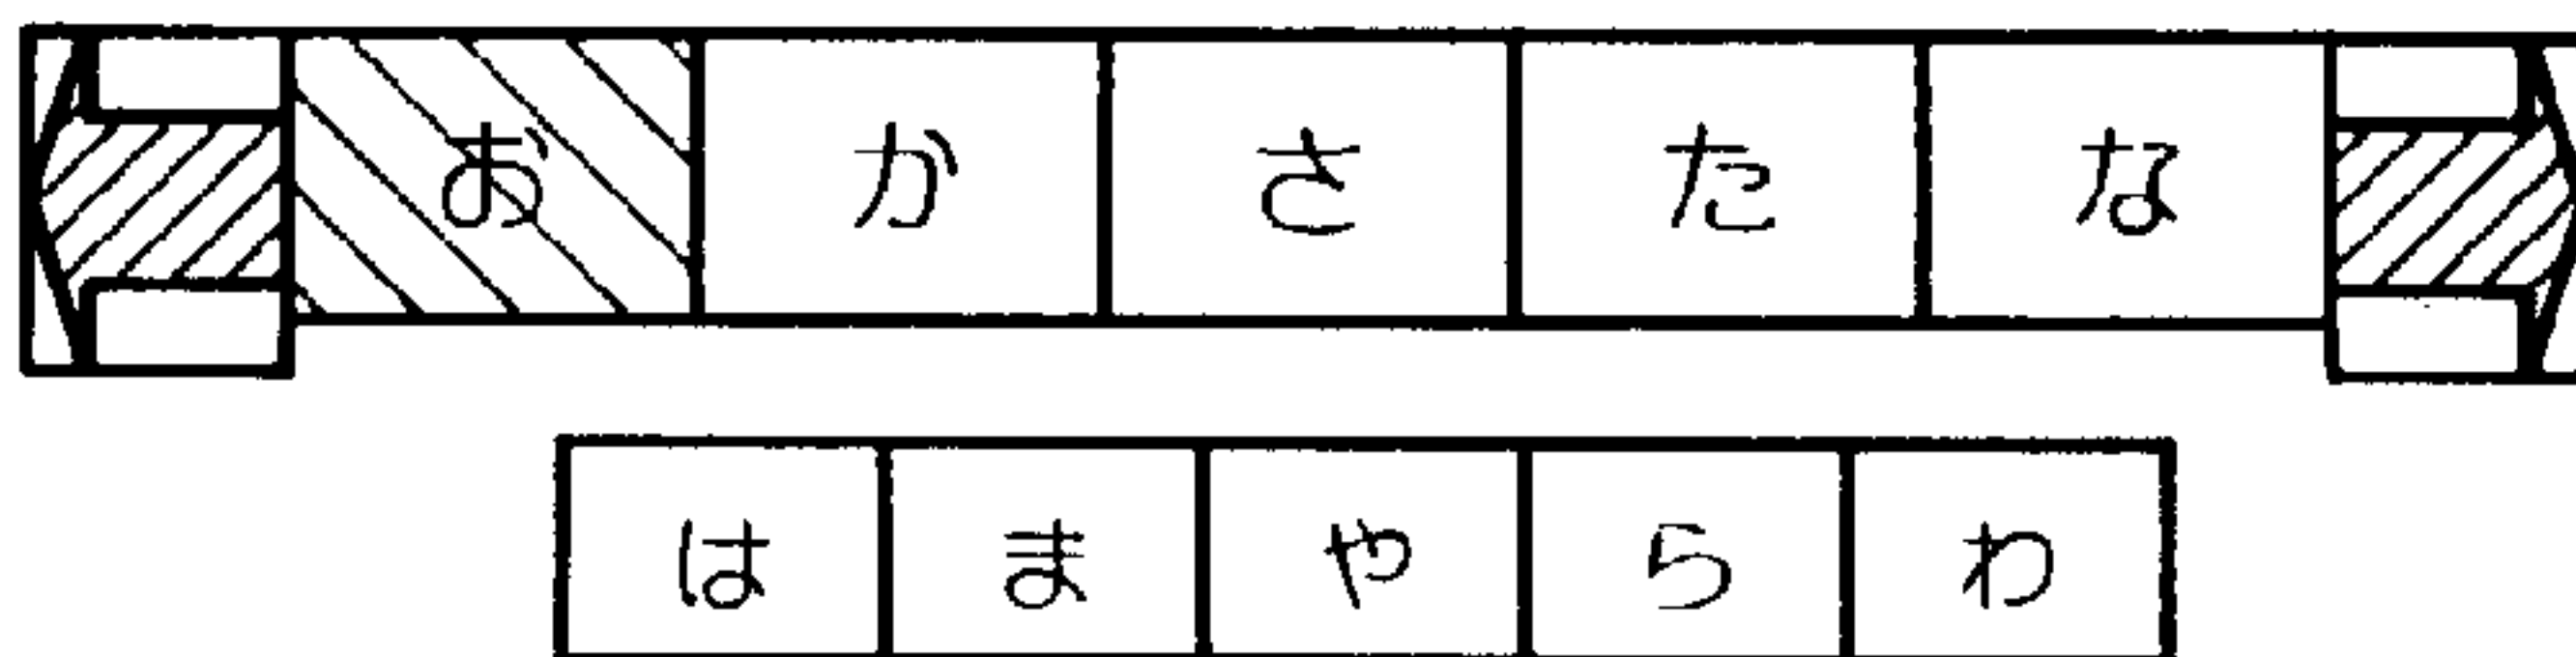 お か さ た な
は ま や ら わ